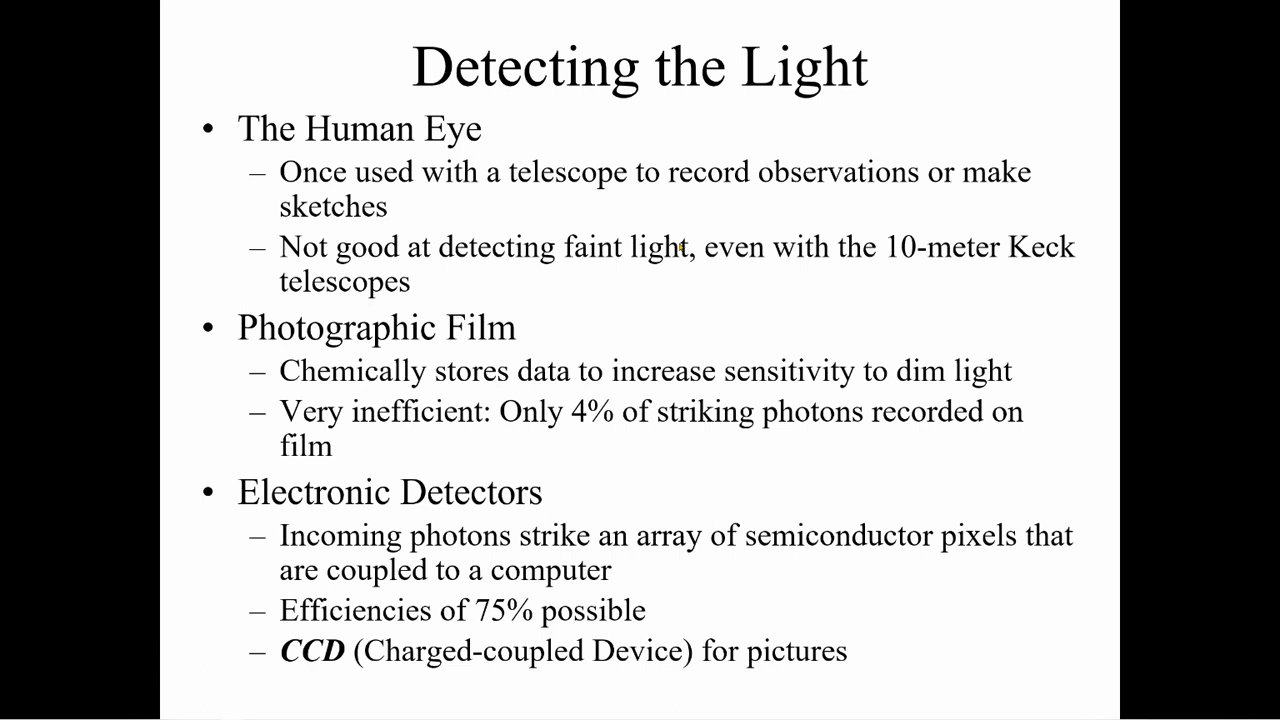 Detecting the Light
• The Human Eye
– Once used with a telescope to record observations or make
sketches
– Not good at detecting faint light, even with the 10-meter Keck
telescopes
• Photographic Film
– Chemically stores data to increase sensitivity to dim light
– Very inefficient: Only 4% of striking photons recorded on
film
• Electronic Detectors
– Incoming photons strike an array of semiconductor pixels that
are coupled to a computer
– Efficiencies of 75% possible
– CCD (Charged-coupled Device) for pictures